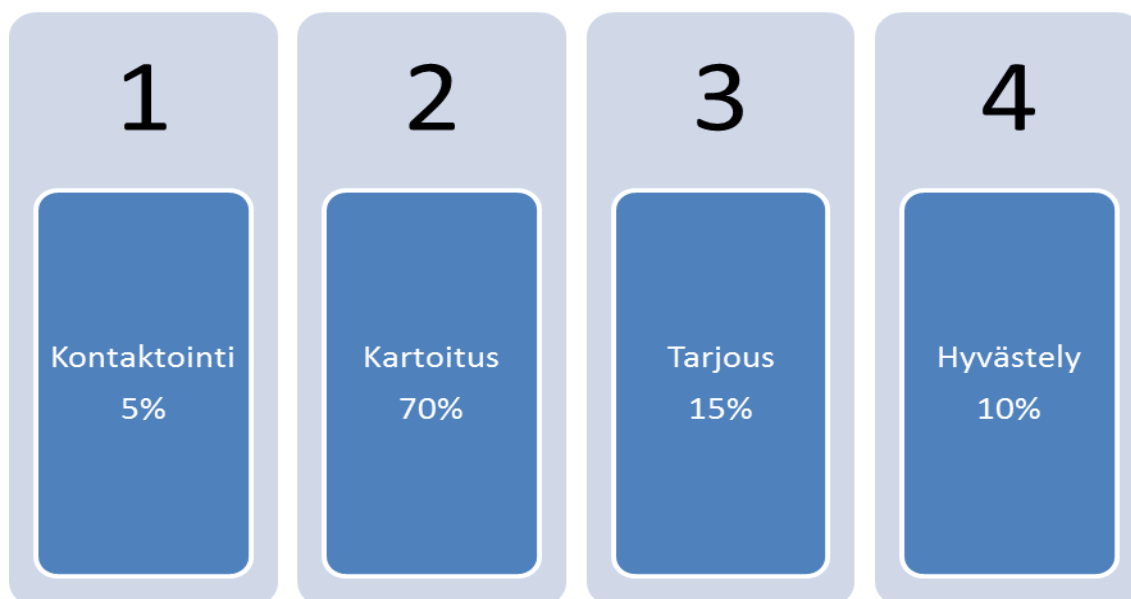 1
Kontaktointi
5%
2
Kartoitus
70%
3
Tarjous
15%
4
Hyvästely
10%